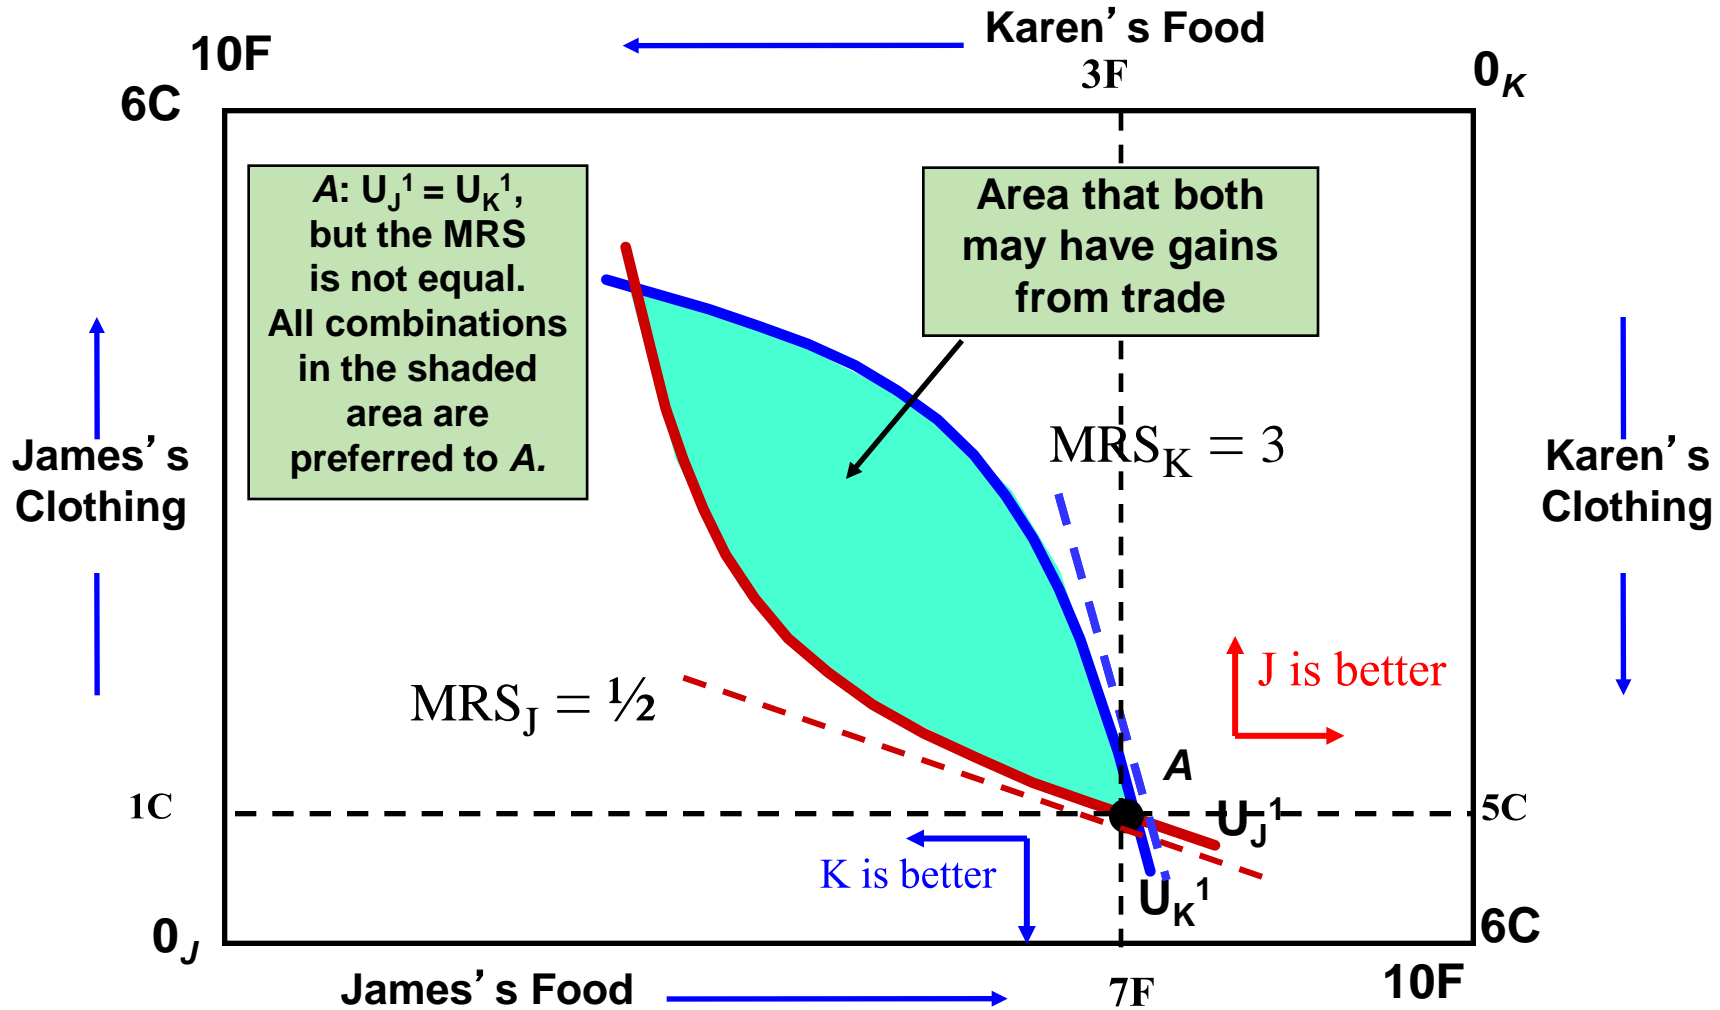 Karen's Food
10F
3F
0K
6C
A: UJ1 = UK1,
but the MRS
is not equal.
All combinations
in the shaded
area are
preferred to A.
Area that both
may have gains
from trade
MRSK = 3
James's
Clothing
Karen's
Clothing
J is better
MRSJ = ½
A
1C
5C
UJ1
K is better
UK1
0J
6C
James's Food
7F
10F